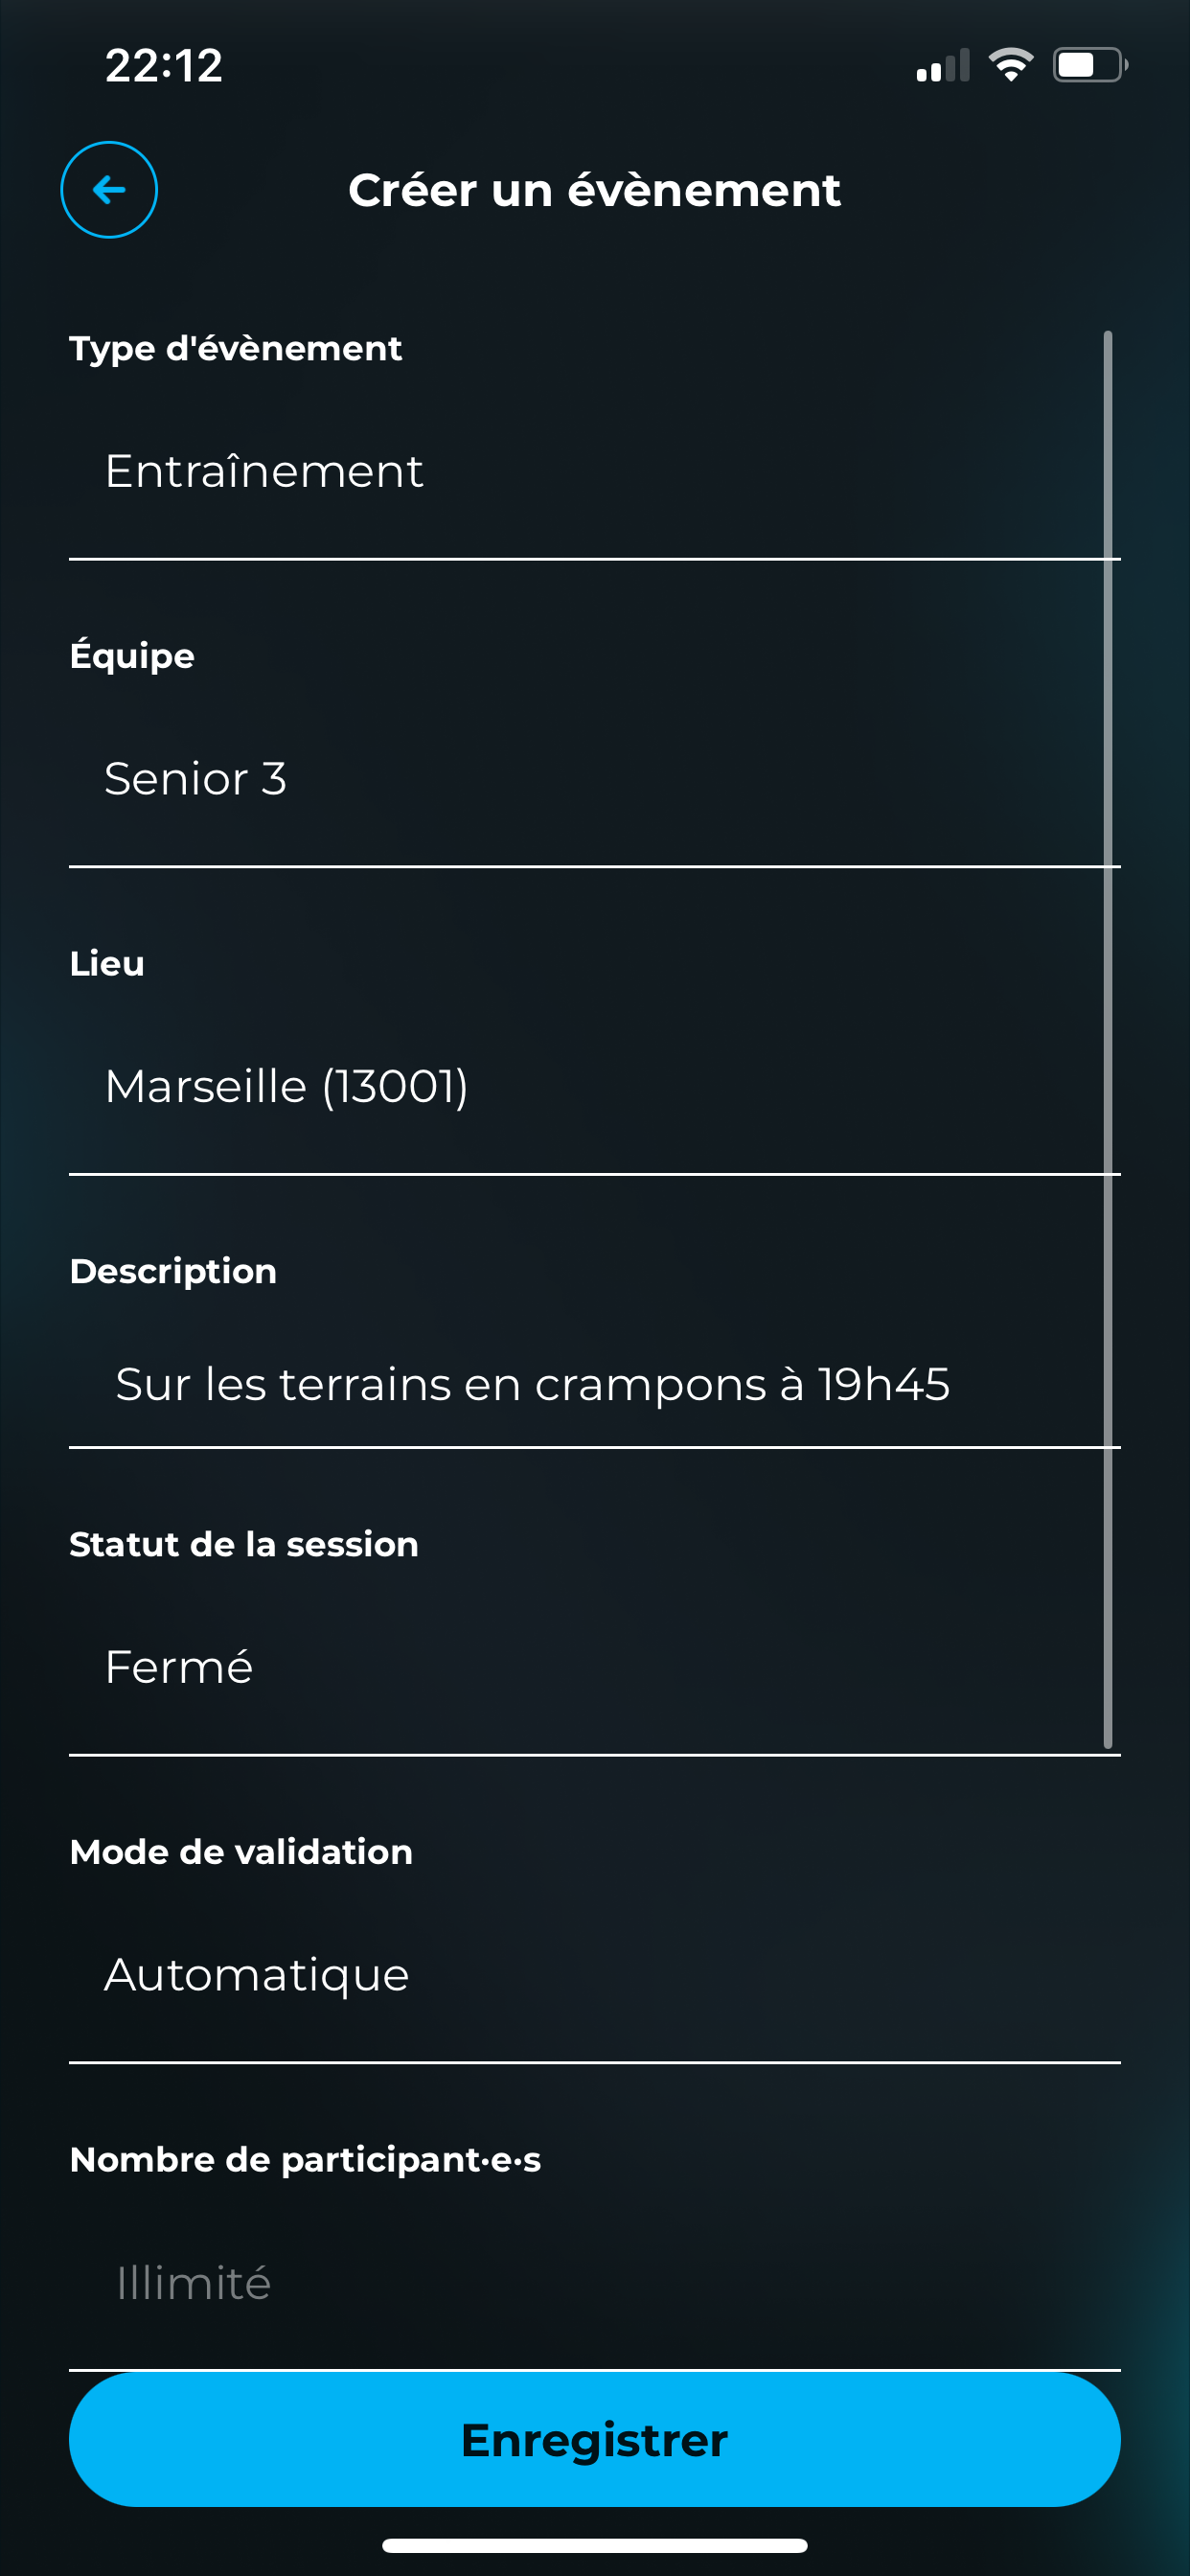 22:12
Créer un évènement
Type d'évènement
Entraînement
Équipe
Senior 3
Lieu
Marseille (13001)
Description
Sur les terrains en crampons à 19h45
Statut de la session
Fermé
Mode de validation
Automatique
Nombre de participant·e·s
Illimité
Enregistrer